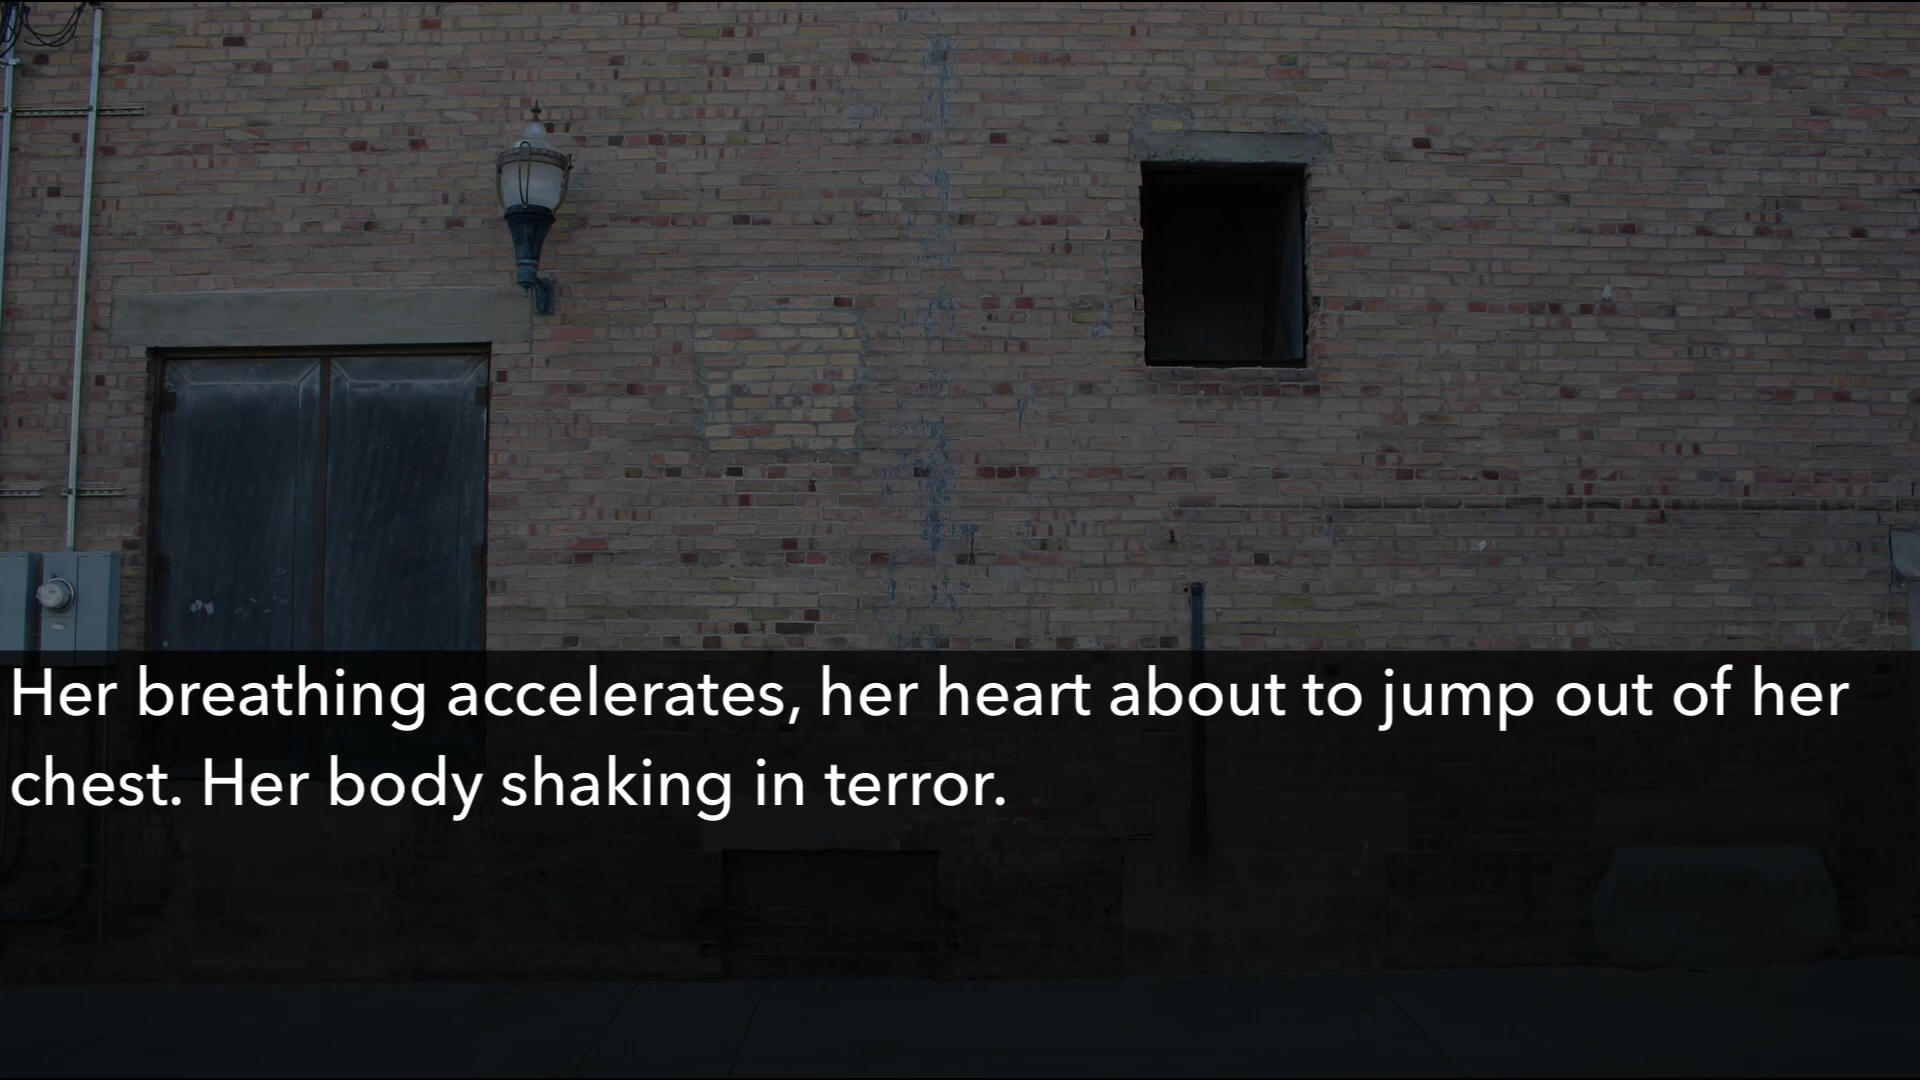 Her breathing accelerates, her heart about to jump out of her
chest. Her body shaking in terror.